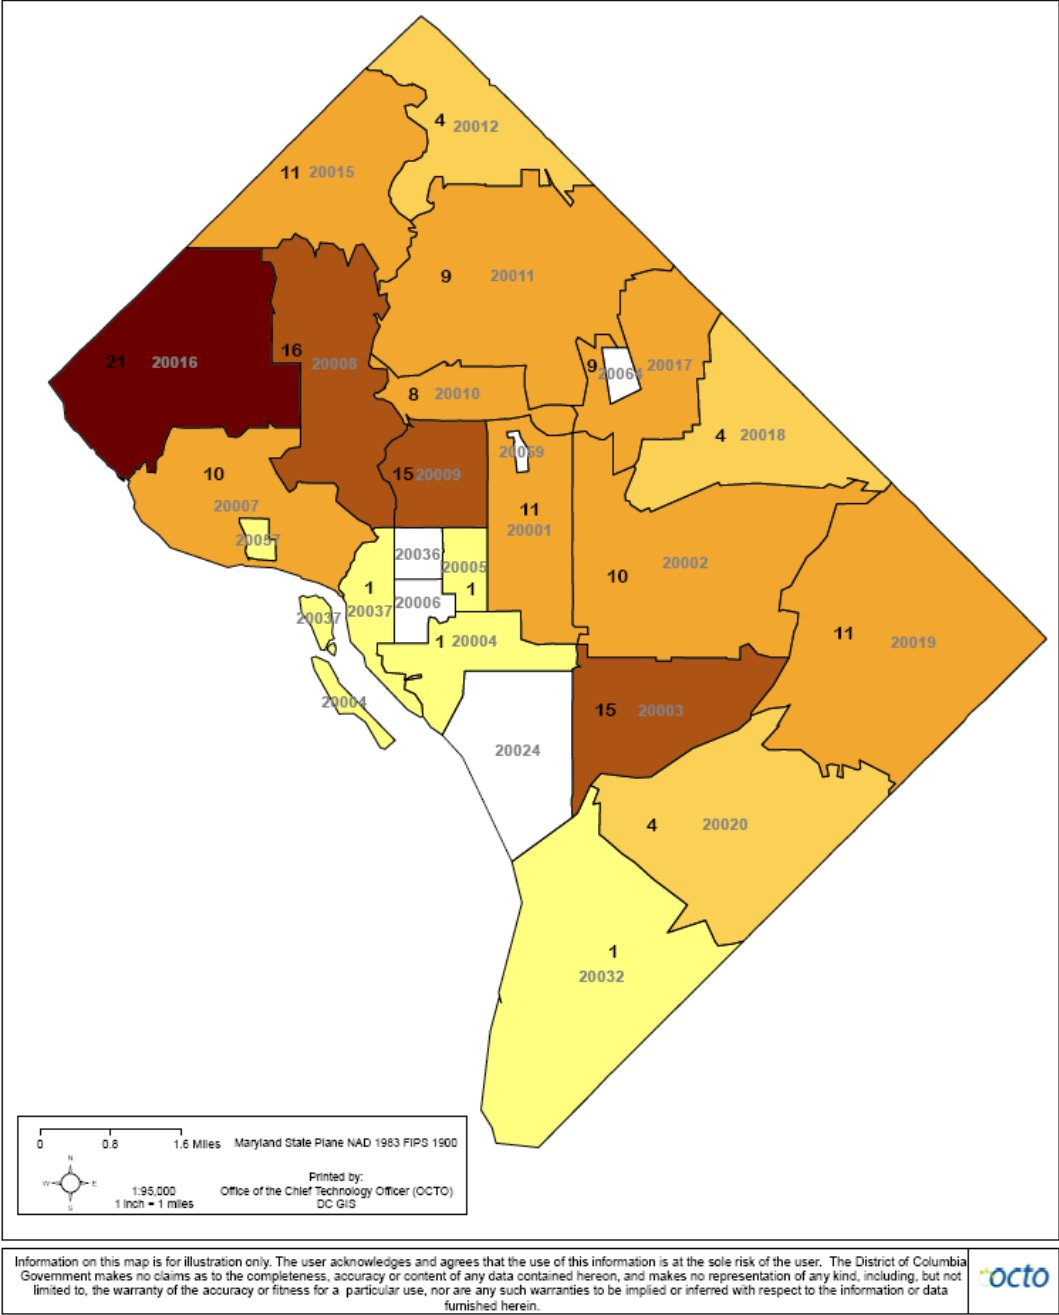 4 20012
11 20015
9 20011
21 20016
16 20008
9 20064 20017
8 20010
4 20018
10
20007
15 20009
20059
11
20001
20057
20036
20005
1
20002
10
1
20037
20006
20037
1 20004
11 20019
20004
15 20003
20024
4 20020
1
20032
0 0.8 1.6 Miles Maryland State Plane NAD 1983 FIPS 1900
N
W E
S
1:95,000
1 inch = 1 miles
Printed by:
Office of the Chief Technology Officer (OCTO)
DC GIS
Information on this map is for illustration only. The user acknowledges and agrees that the use of this information is at the sole risk of the user. The District of Columbia
Government makes no claims as to the completeness, accuracy or content of any data contained hereon, and makes no representation of any kind, including, but not
limited to, the warranty of the accuracy or fitness for a particular use, nor are any such warranties to be implied or inferred with respect to the information or data
furnished herein.
octo